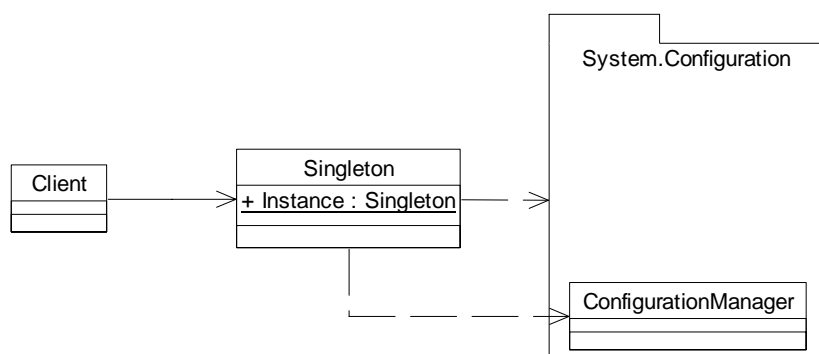 System.Configuration
Singleton
Client
+ Instance : Singleton
ConfigurationManager